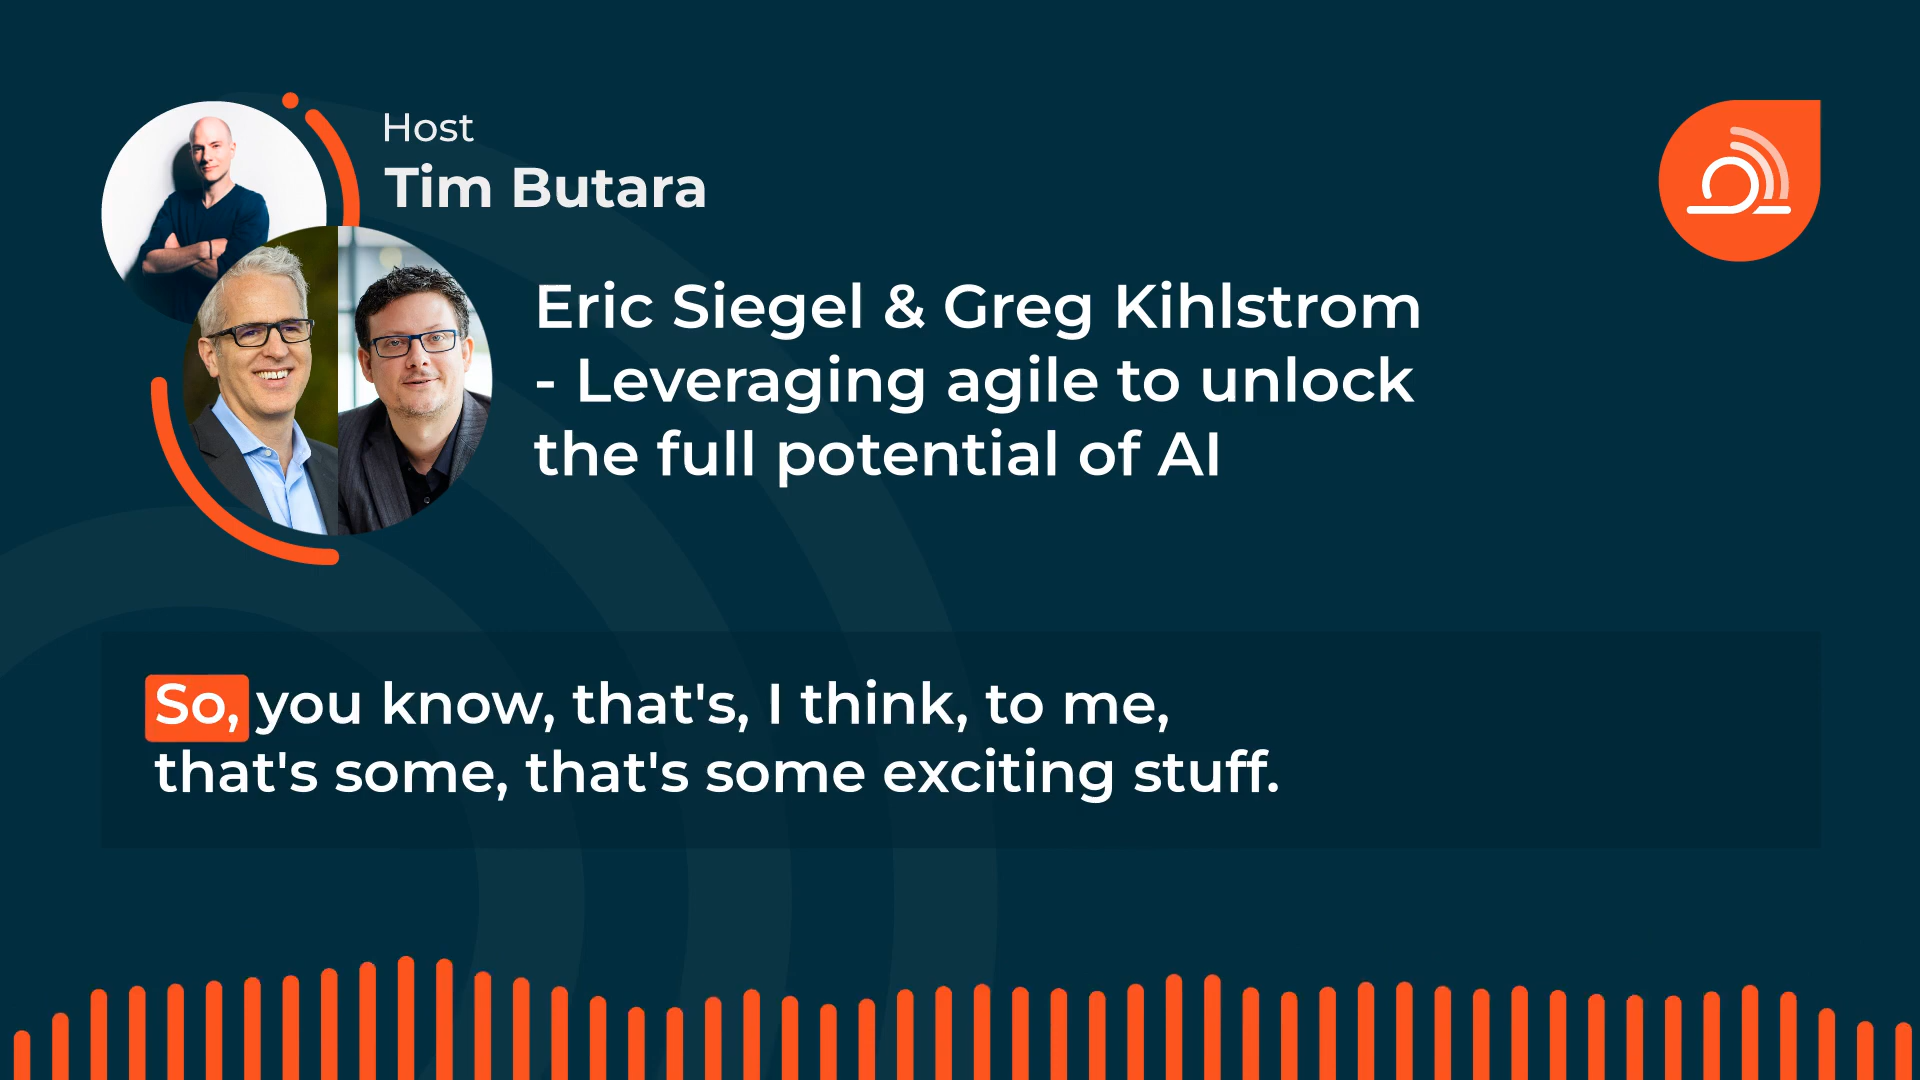 Host
Tim Butara
Eric Siegel & Greg Kihlstrom
- Leveraging agile to unlock
the full potential of AI
So, you know, that's, I think, to me,
that's some, that's some exciting stuff.